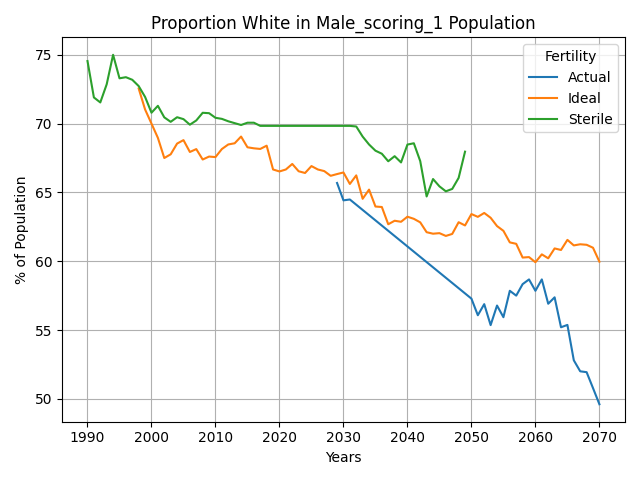 Proportion White in Male_scoring_1 Population
Fertility
Actual
Ideal
Sterile
% of Population
75
70
65
60
55
50
1990 2000 2010 2020 2030 2040 2050 2060 2070
Years